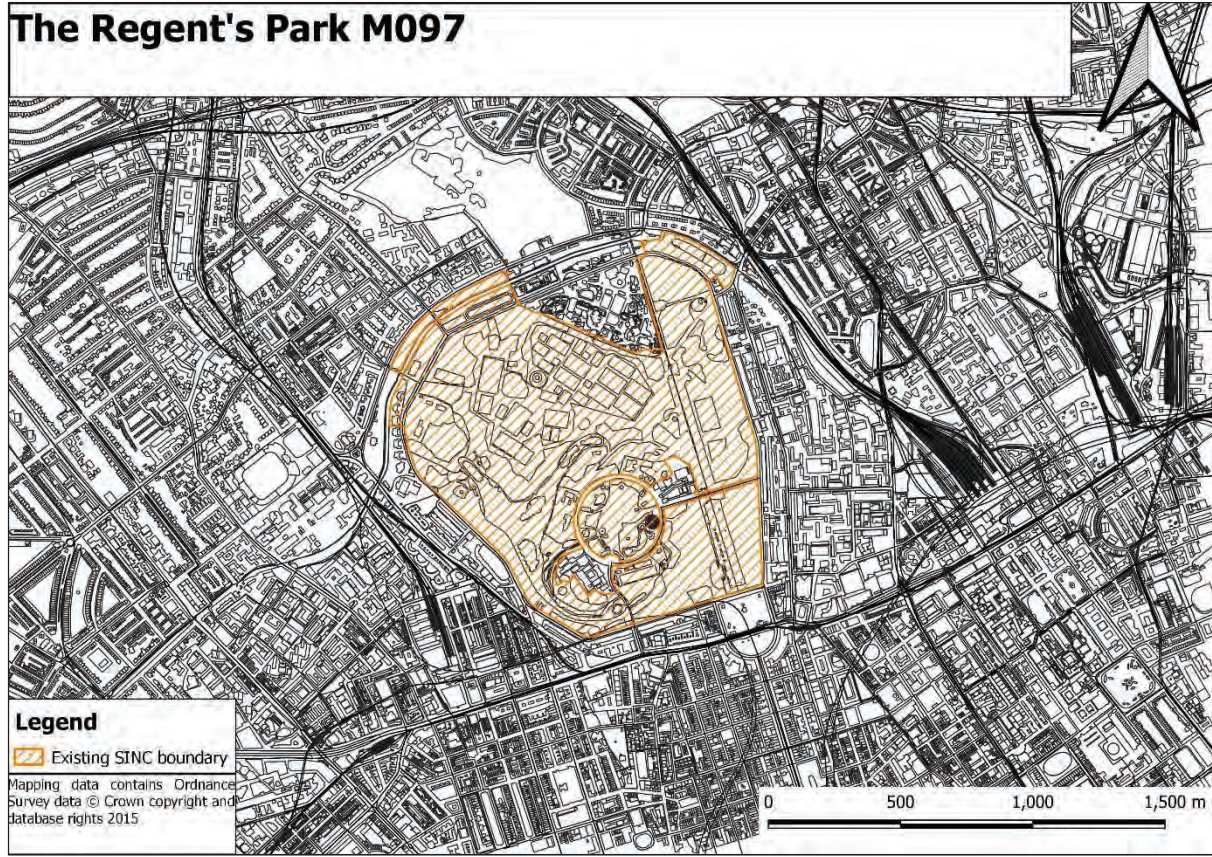 The Regent's Park M097
Legend
Existing SINC boundary
Mapping data contains Ordnance
Survey data © Crown copyright and
database rights 2015
0 500 1,000 1,500 m